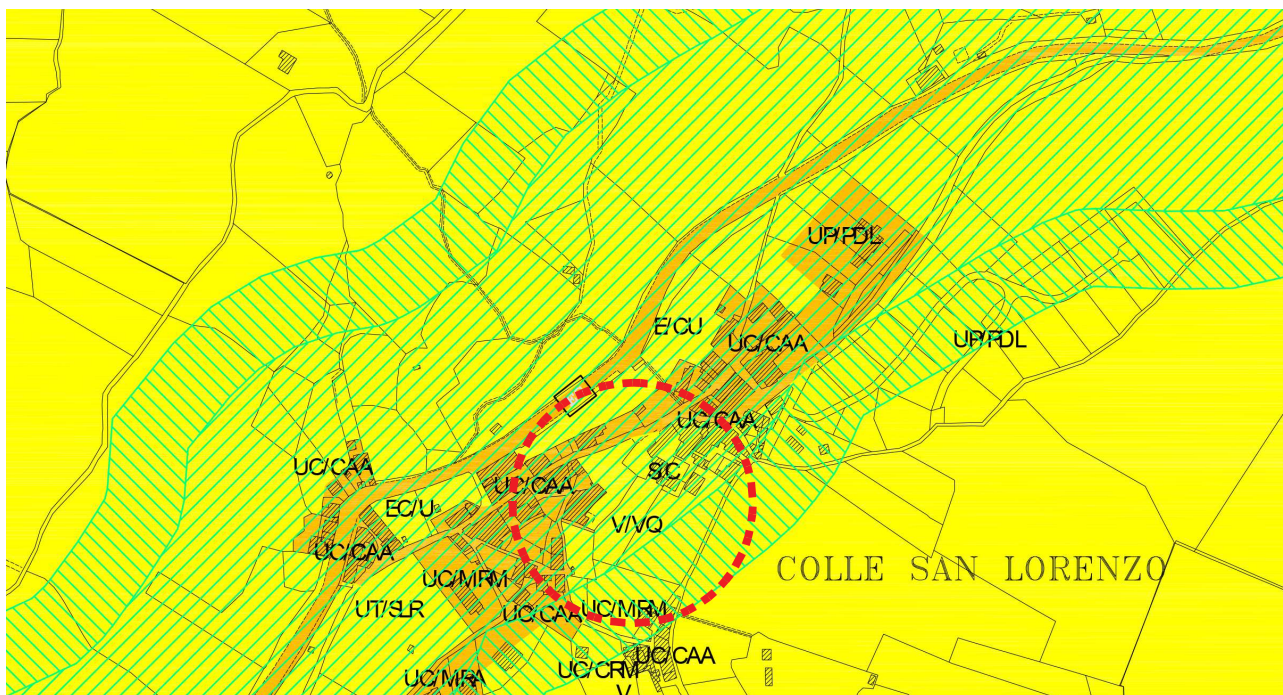 UP/PDL
E/CU
UC/CAA
UP/PDL
UC/CAA
UC/CAA
S/C
UC/CAA
EC/U
V/VQ
UC/CAA
COLLE SAN LORENZO
UC/MRM
UT/SLR
UC/CAA
UC/MRM
UC/CAA
UC/CRM
UC/MRA
V